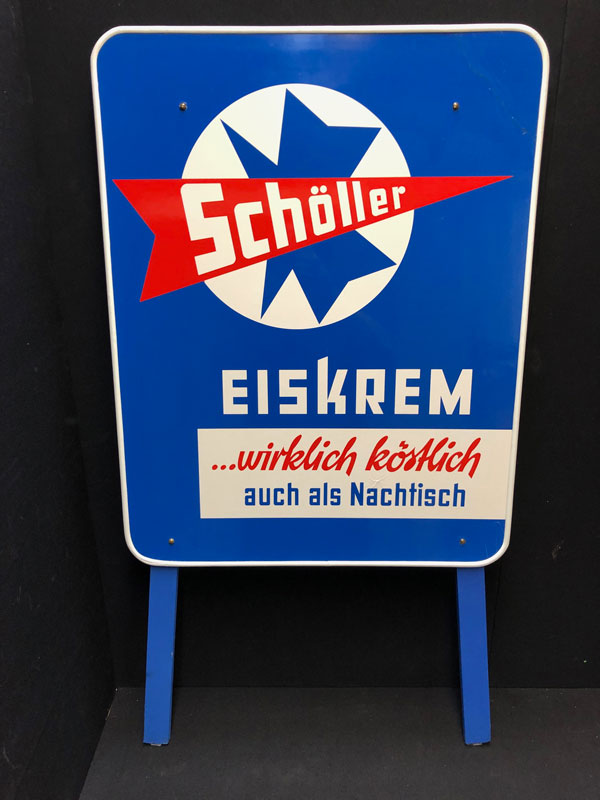 Schöller
EISKREM
...wirklich köstlich
auch als Nachtisch